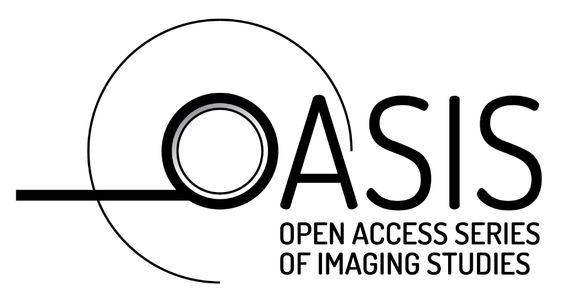 OASIS
OPEN ACCESS SERIES
OF IMAGING STUDIES